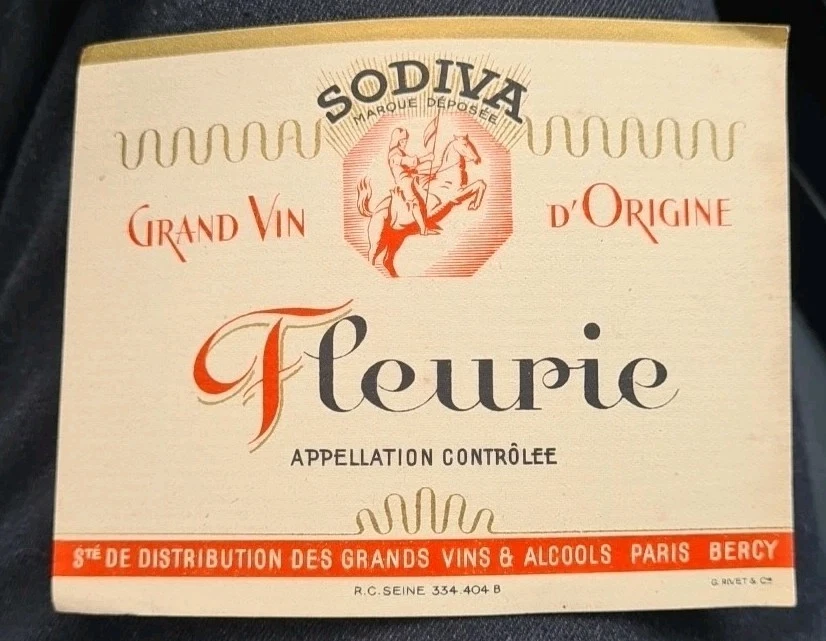 SODIVA
MARQUE DÉPOSÉE
GRAND VIN D'ORIGINE
Fleurie
APPELLATION CONTRÔLEE
STÉ DE DISTRIBUTION DES GRANDS VINS & ALCOOLS PARIS BERCY
R.C. SEINE 334.404 B
G. RIVET & Cie